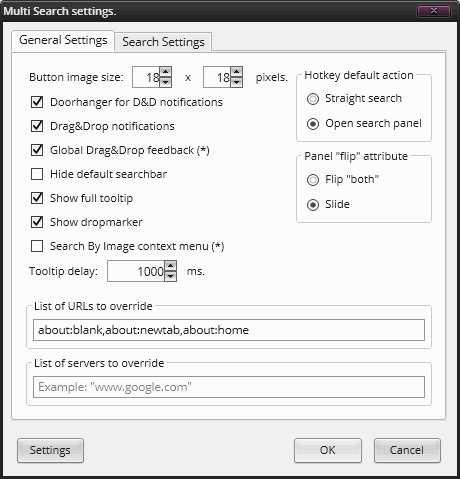 Multi Search settings.
General Settings
Search Settings
Button image size: 18 x 18 pixels.
Doorhanger for D&D notifications
Drag&Drop notifications
Global Drag&Drop feedback (*)
Hide default searchbar
Show full tooltip
Show dropmarker
Search By Image context menu (*)
Tooltip delay: 1000 ms.
Hotkey default action
Straight search
Open search panel
Panel "flip" attribute
Flip "both"
Slide
List of URLs to override
about:blank,about:newtab,about:home
List of servers to override
Example: "www.google.com"
Settings
OK
Cancel